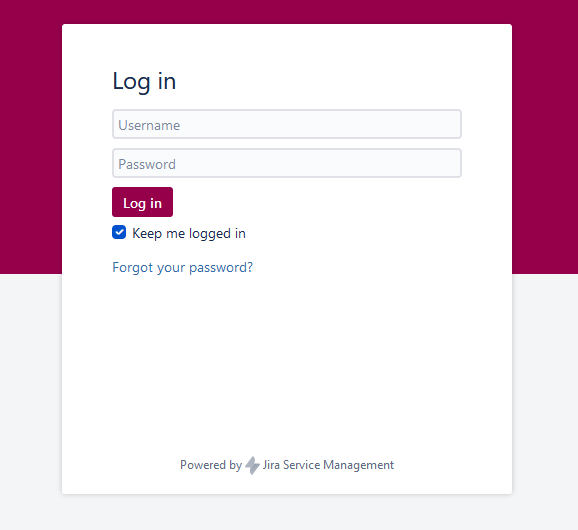 Log in
Username
Password
Log in
Keep me logged in
Forgot your password?
Powered by Jira Service Management